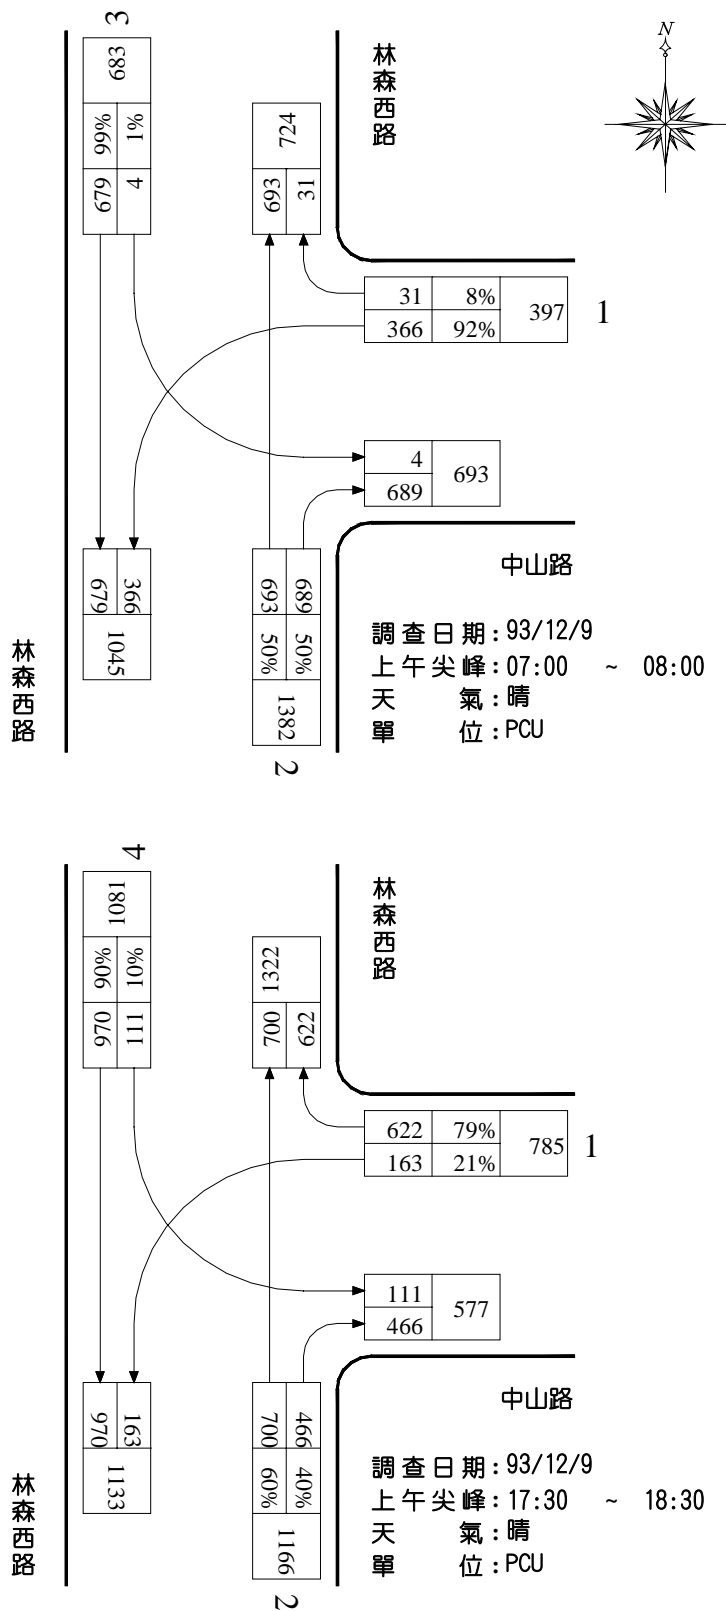 3
683
99% 1%
679 4
724
693 31
林森西路
N
31 8% 397 1
366 92%
4 693
689
679 366
1045
693 689
50% 50%
1382
2
中山路
林森西路
調查日期：93/12/9
上午尖峰：07:00 ~ 08:00
天 氣：晴
單 位：PCU
4
1081
90% 10%
970 111
1322
700 622
林森西路
622 79% 785 1
163 21%
111 577
466
970 163
1133
700 466
60% 40%
1166
2
中山路
林森西路
調查日期：93/12/9
上午尖峰：17:30 ~ 18:30
天 氣：晴
單 位：PCU